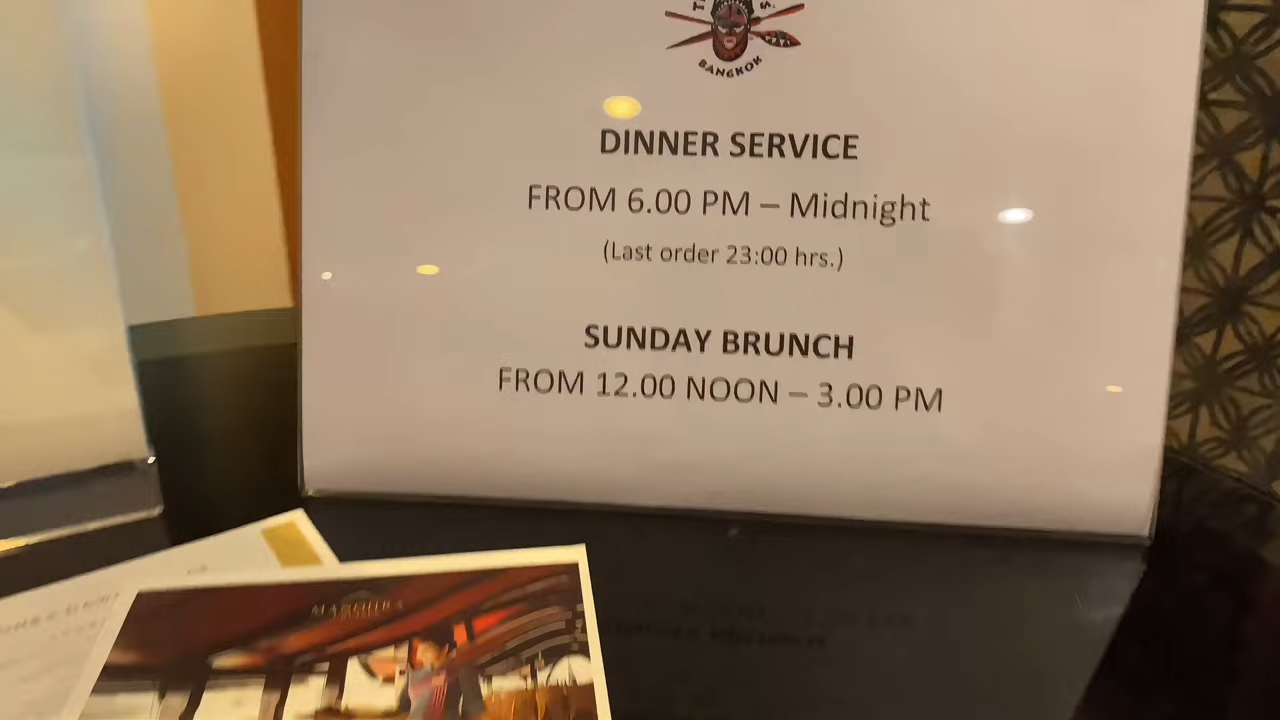 BANGKOK
DINNER SERVICE
FROM 6.00 PM – Midnight
(Last order 23:00 hrs.)
SUNDAY BRUNCH
FROM 12.00 NOON – 3.00 PM